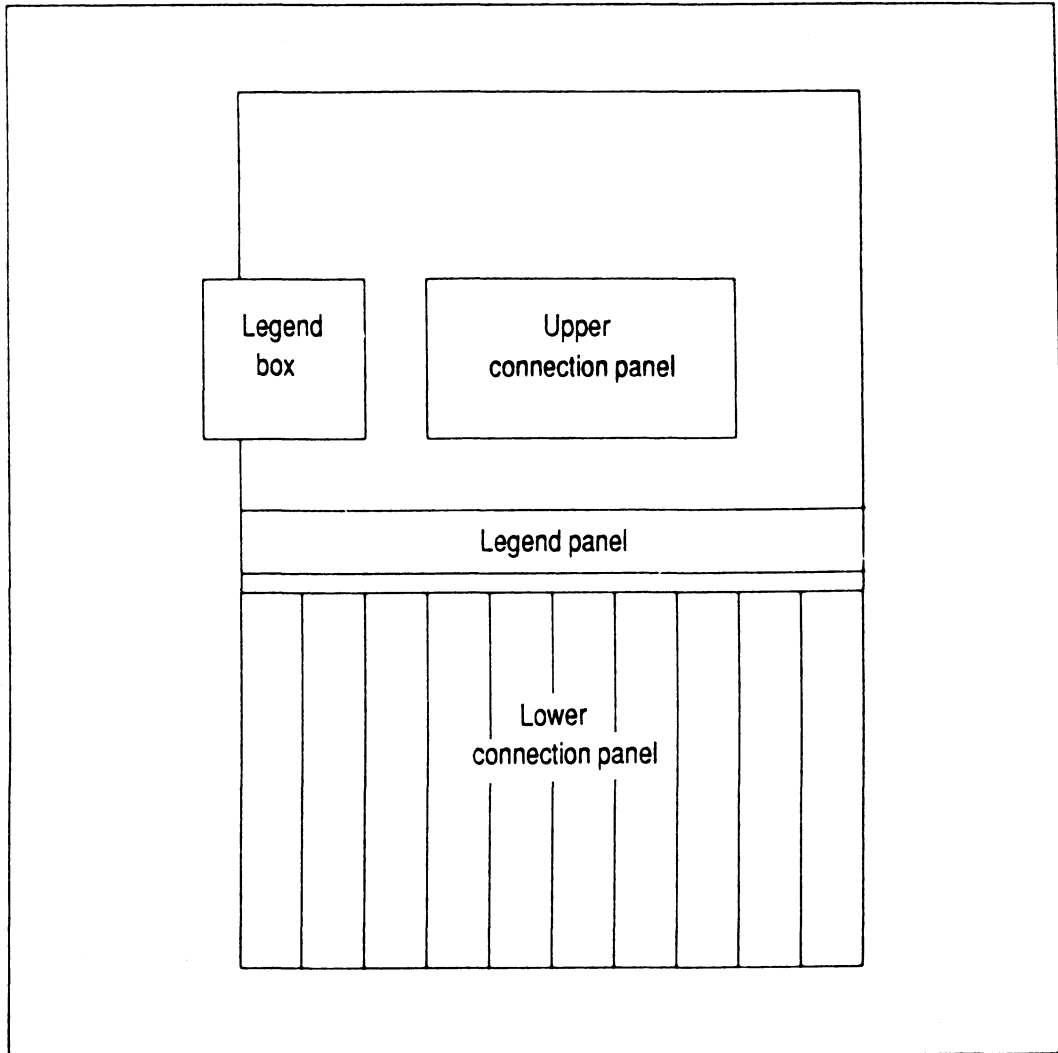 Legend
box
Upper
connection panel
Legend panel
Lower
connection panel